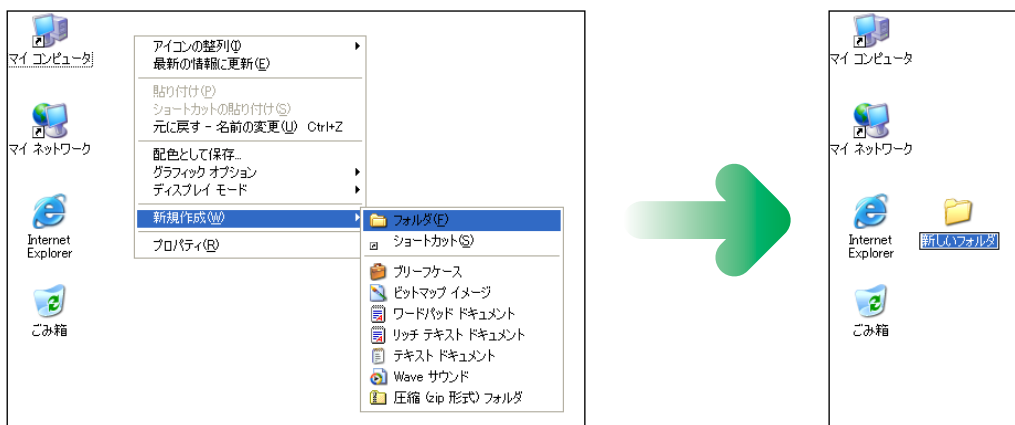 マイ コンピュータ
マイ ネットワーク
Internet
Explorer
ごみ箱
アイコンの整列(I)
最新の情報に更新(E)
貼り付け(P)
ショートカットの貼り付け(S)
元に戻す - 名前の変更(U) Ctrl+Z
配色として保存...
グラフィック オプション
ディスプレイ モード
新規作成(W)
プロパティ(R)
フォルダ(F)
ショートカット(S)
ブリーフケース
ビットマップ イメージ
ワードパッド ドキュメント
リッチ テキスト ドキュメント
テキスト ドキュメント
Wave サウンド
圧縮 (zip 形式) フォルダ
マイ コンピュータ
マイ ネットワーク
Internet
Explorer
新しいフォルダ
ごみ箱